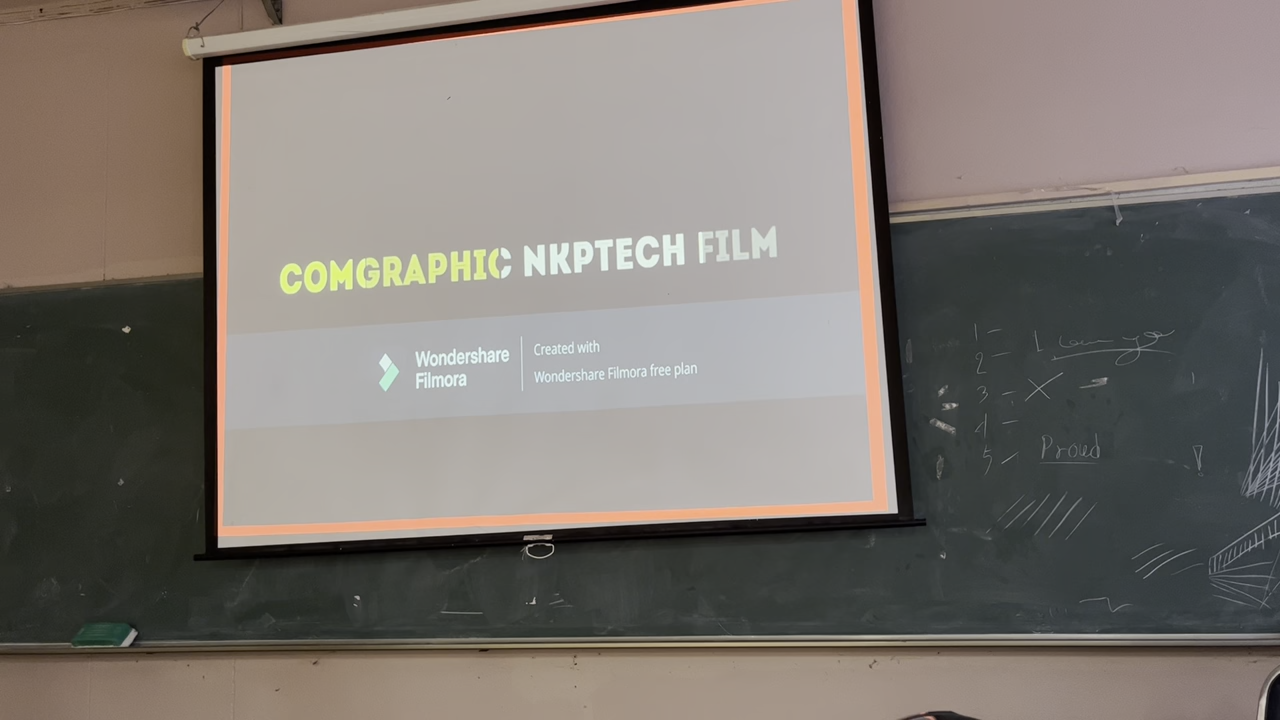 COMGRAPHIC NKPTECH FILM
Wondershare
Filmora
Created with
Wondershare Filmora free plan
1 -
2 -
3 - X -
4 -
5 - Proud
!